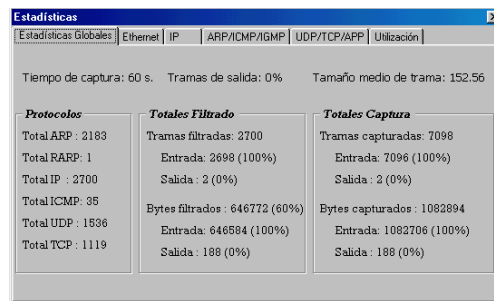 Estadísticas
Estadísticas Globales Ethernet IP ARP/ICMP/IGMP UDP/TCP/APP Utilización
Tiempo de captura: 60 s. Tramas de salida: 0% Tamaño medio de trama: 152.56
Protocolos
Total ARP : 2183
Total RARP: 1
Total IP : 2700
Total ICMP: 35
Total UDP : 1536
Total TCP : 1119
Totales Filtrado
Tramas filtradas: 2700
Entrada: 2698 (100%)
Salida : 2 (0%)
Bytes filtrados : 646772 (60%)
Entrada: 646584 (100%)
Salida : 188 (0%)
Totales Captura
Tramas capturadas: 7098
Entrada: 7096 (100%)
Salida : 2 (0%)
Bytes capturados : 1082894
Entrada: 1082706 (100%)
Salida : 188 (0%)